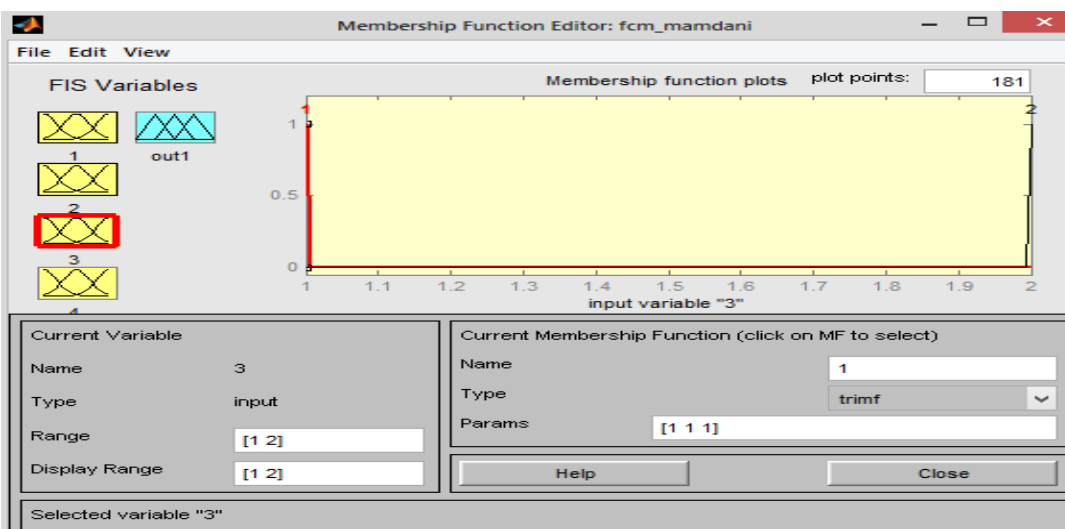 Membership Function Editor: fcm_mamdani
File Edit View
FIS Variables
1
out1
2
3
4
Membership function plots plot points: 181
1 2
1
0.5
0
1 1.1 1.2 1.3 1.4 1.5 1.6 1.7 1.8 1.9 2
input variable "3"
Current Variable
Name 3
Type input
Range [1 2]
Display Range [1 2]
Current Membership Function (click on MF to select)
Name 1
Type trimf
Params [1 1 1]
Help Close
Selected variable "3"